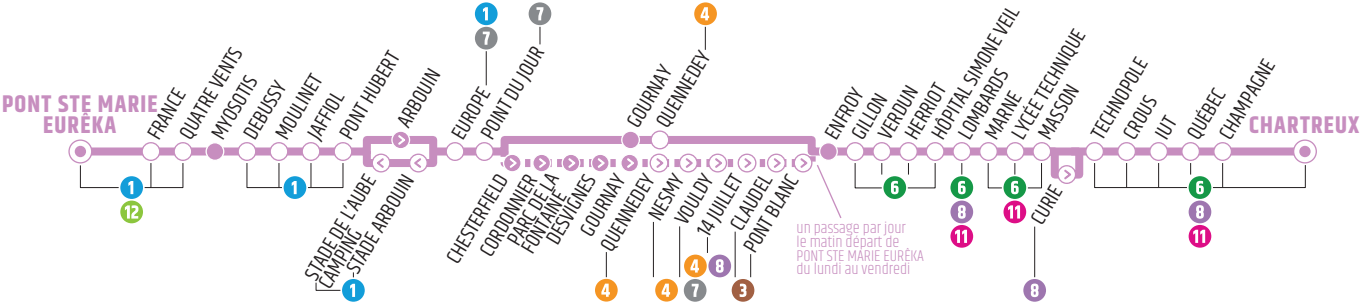 PONT STE MARIE
EURÊKA
FRANCE
QUATRE VENTS
MYOSOTIS
DEBUSSY
MOULINET
JAFFIOL
PONT HUBERT
ARBOUIN
STADE DE L'AUBE
CAMPING
STADE ARBOUIN
EUROPE
POINT DU JOUR
CHESTERFIELD
CORDONNIER
PARC DE LA
FONTAINE
DESVIGNES
GOURNAY
QUENNEDEY
NESMY
VOULDY
14 JUILLET
CLAUDEL
PONT BLANC
GOURNAY
QUENNEDEY
ENFROY
GILLON
VERDUN
HERRIOT
HÔPITAL SIMONE VEIL
LOMBARDS
MARNE
LYCÉE TECHNIQUE
MASSON
CURIE
TECHNOPOLE
CROUS
IUT
QUÉBEC
CHAMPAGNE
CHARTREUX
1
12
1
1
1
7
7
4
4
4
4
7
8
3
6
6
8
11
6
11
8
6
8
11
un passage par jour
le matin départ de
PONT STE MARIE EURÊKA
du lundi au vendredi